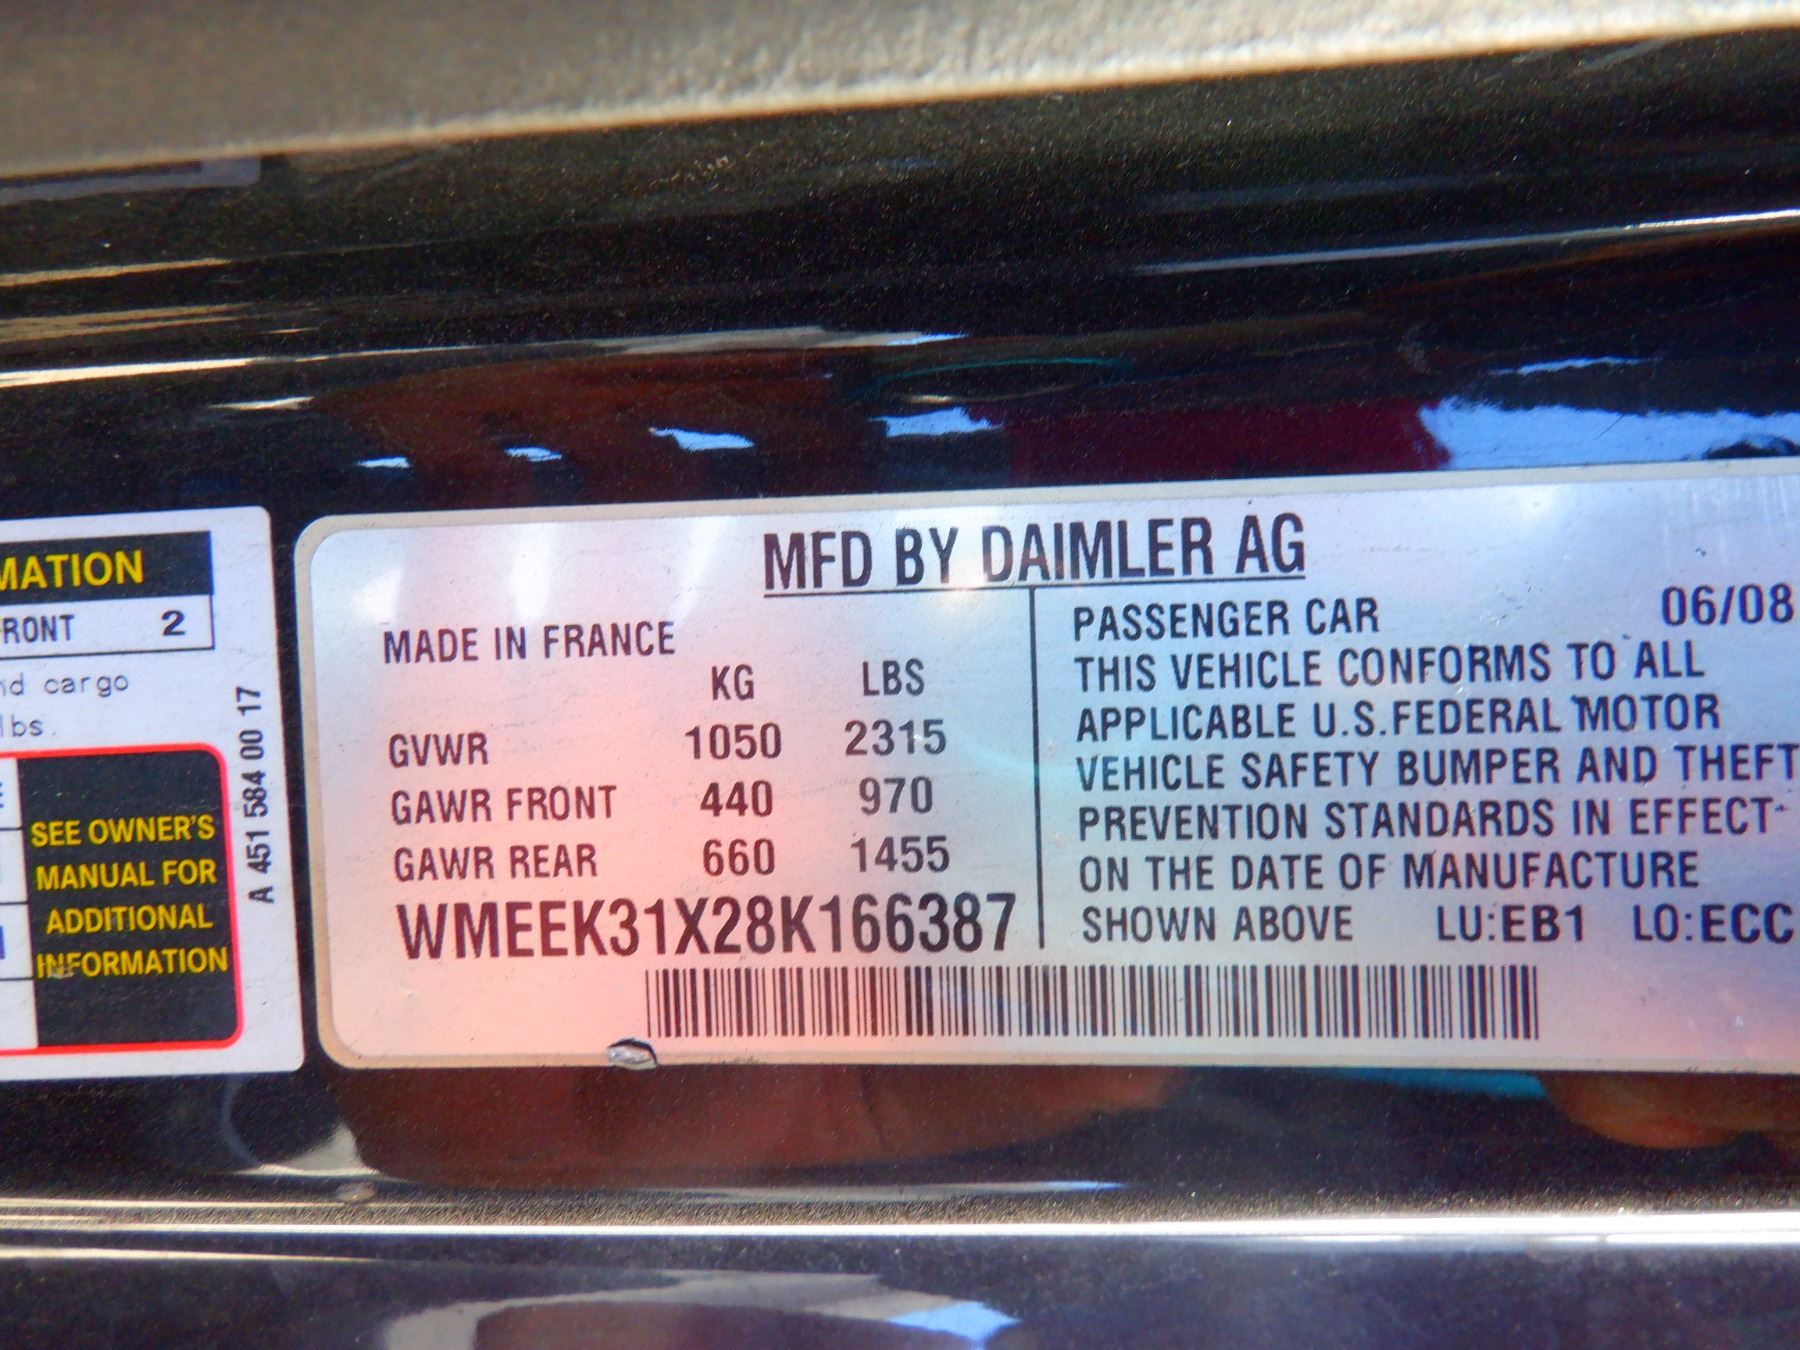 MATION
RONT 2
nd cargo
lbs.
SEE OWNER'S
MANUAL FOR
ADDITIONAL
INFORMATION
A 451 584 00 17
MFD BY DAIMLER AG
MADE IN FRANCE
KG LBS
GVWR 1050 2315
GAWR FRONT 440 970
GAWR REAR 660 1455
WMEEK31X28K166387
PASSENGER CAR 06/08
THIS VEHICLE CONFORMS TO ALL
APPLICABLE U.S.FEDERAL MOTOR
VEHICLE SAFETY BUMPER AND THEFT
PREVENTION STANDARDS IN EFFECT
ON THE DATE OF MANUFACTURE
SHOWN ABOVE LU:EB1 LO:ECC